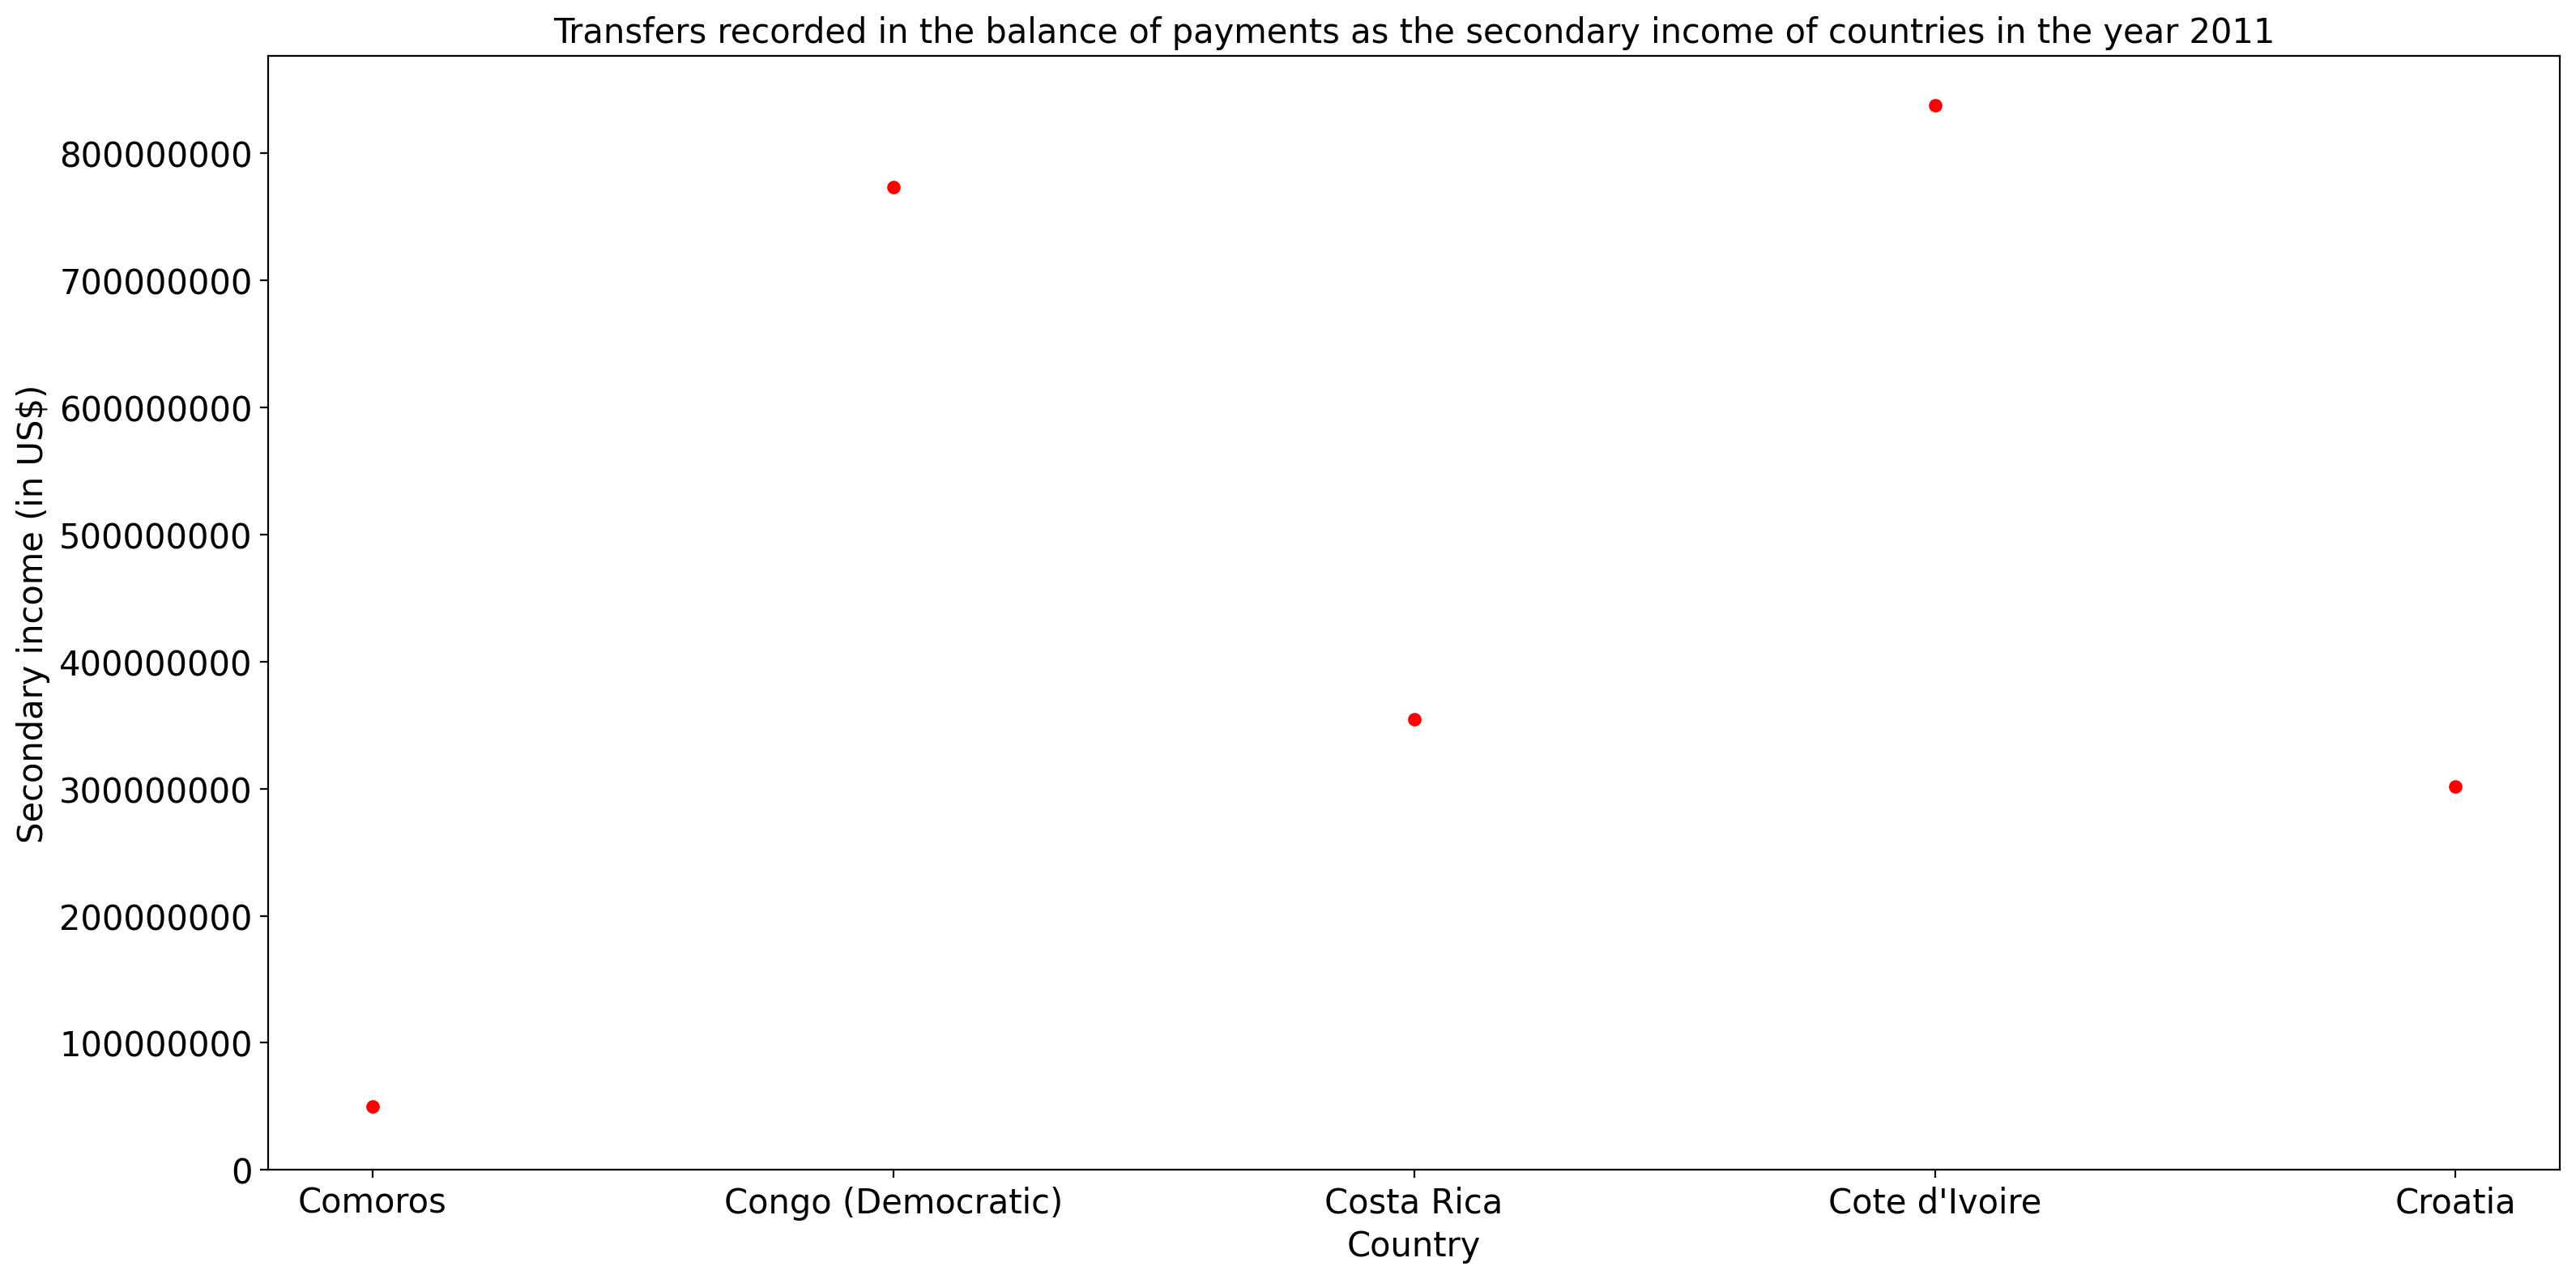 Transfers recorded in the balance of payments as the secondary income of countries in the year 2011
Secondary income (in US$)
800000000
700000000
600000000
500000000
400000000
300000000
200000000
100000000
0
Comoros
Congo (Democratic)
Costa Rica
Cote d'Ivoire
Croatia
Country